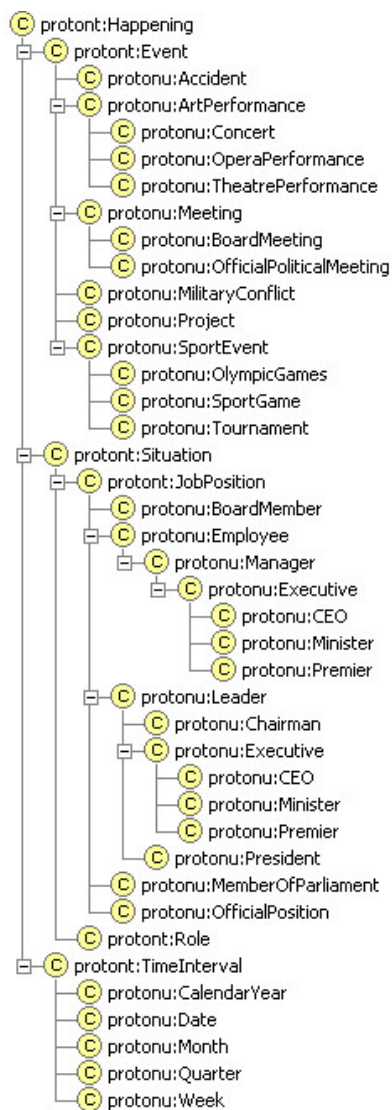 C protont:Happening
C protont:Event
C protonu:Accident
C protonu:ArtPerformance
C protonu:Concert
C protonu:OperaPerformance
C protonu:TheatrePerformance
C protonu:Meeting
C protonu:BoardMeeting
C protonu:OfficialPoliticalMeeting
C protonu:MilitaryConflict
C protonu:Project
C protonu:SportEvent
C protonu:OlympicGames
C protonu:SportGame
C protonu:Tournament
C protont:Situation
C protont:JobPosition
C protonu:BoardMember
C protonu:Employee
C protonu:Manager
C protonu:Executive
C protonu:CEO
C protonu:Minister
C protonu:Premier
C protonu:Leader
C protonu:Chairman
C protonu:Executive
C protonu:CEO
C protonu:Minister
C protonu:Premier
C protonu:President
C protonu:MemberOfParliament
C protonu:OfficialPosition
C protont:Role
C protont:TimeInterval
C protonu:CalendarYear
C protonu:Date
C protonu:Month
C protonu:Quarter
C protonu:Week